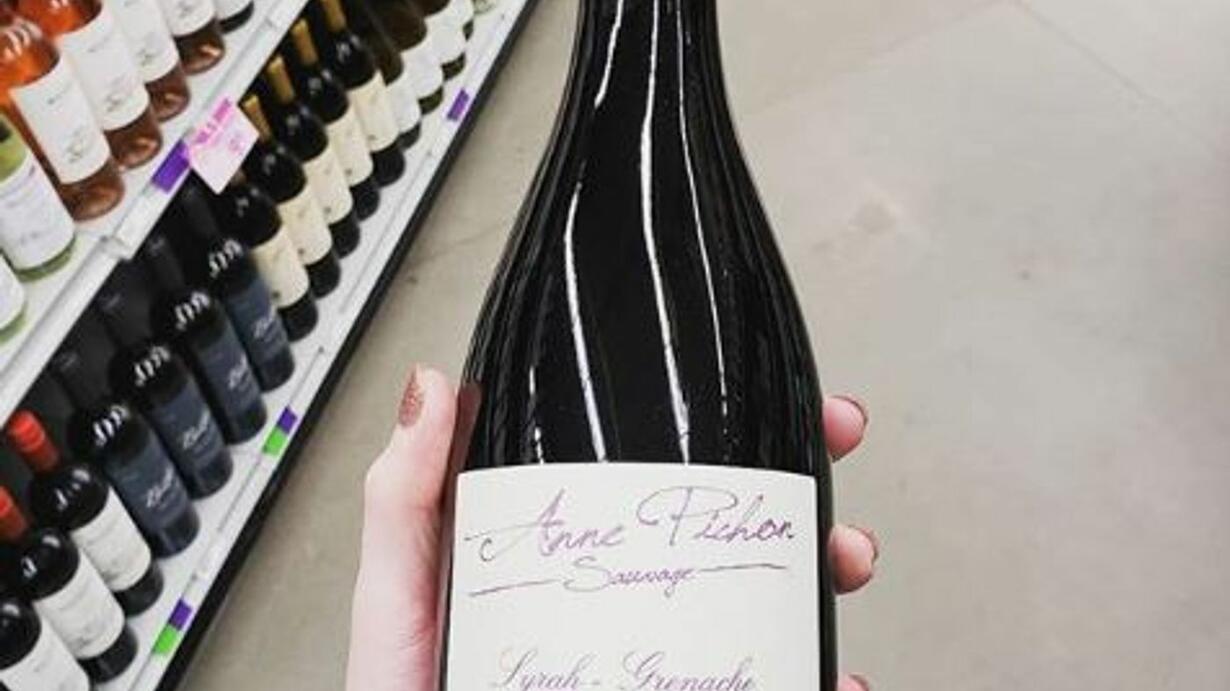 Anne Pichon
Sauvage
Syrah - Grenache